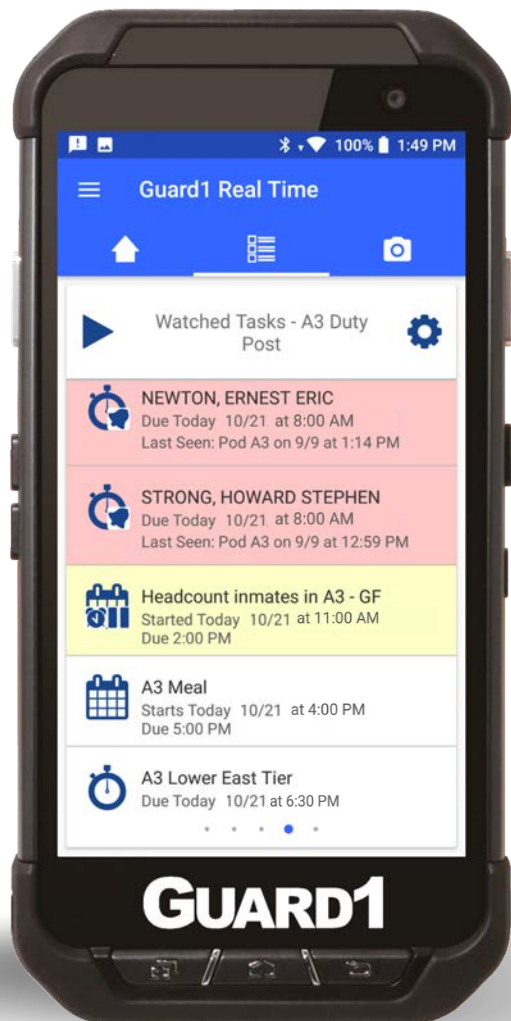 100% 1:49 PM
Guard1 Real Time
Watched Tasks - A3 Duty
Post
NEWTON, ERNEST ERIC
Due Today 10/21 at 8:00 AM
Last Seen: Pod A3 on 9/9 at 1:14 PM
STRONG, HOWARD STEPHEN
Due Today 10/21 at 8:00 AM
Last Seen: Pod A3 on 9/9 at 12:59 PM
Headcount inmates in A3 - GF
Started Today 10/21 at 11:00 AM
Due 2:00 PM
A3 Meal
Starts Today 10/21 at 4:00 PM
Due 5:00 PM
A3 Lower East Tier
Due Today 10/21 at 6:30 PM
GUARD1